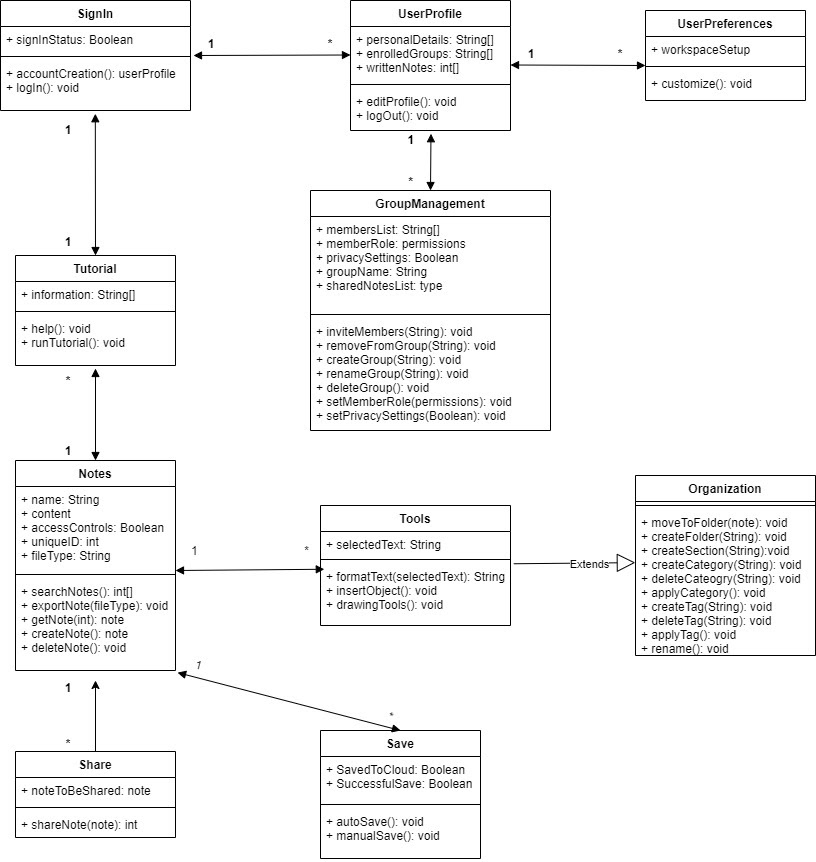 SignIn
+ signInStatus: Boolean
+ accountCreation(): userProfile
+ logIn(): void
1
*
UserProfile
+ personalDetails: String[]
+ enrolledGroups: String[]
+ writtenNotes: int[]
+ editProfile(): void
+ logOut(): void
1
*
UserPreferences
+ workspaceSetup
+ customize(): void
1
*
GroupManagement
+ membersList: String[]
+ memberRole: permissions
+ privacySettings: Boolean
+ groupName: String
+ sharedNotesList: type
+ inviteMembers(String): void
+ removeFromGroup(String): void
+ createGroup(String): void
+ renameGroup(String): void
+ deleteGroup(): void
+ setMemberRole(permissions): void
+ setPrivacySettings(Boolean): void
1
1
Tutorial
+ information: String[]
+ help(): void
+ runTutorial(): void
*
1
Notes
+ name: String
+ content
+ accessControls: Boolean
+ uniqueID: int
+ fileType: String
+ searchNotes(): int[]
+ exportNote(fileType): void
+ getNote(int): note
+ createNote(): note
+ deleteNote(): void
1
*
Tools
+ selectedText: String
+ formatText(selectedText): String
+ insertObject(): void
+ drawingTools(): void
Extends
Organization
+ moveToFolder(note): void
+ createFolder(String): void
+ createSection(String):void
+ createCategory(String): void
+ deleteCateogry(String): void
+ applyCategory(): void
+ createTag(String): void
+ deleteTag(String): void
+ applyTag(): void
+ rename(): void
1
*
1
*
Share
+ noteToBeShared: note
+ shareNote(note): int
Save
+ SavedToCloud: Boolean
+ SuccessfulSave: Boolean
+ autoSave(): void
+ manualSave(): void